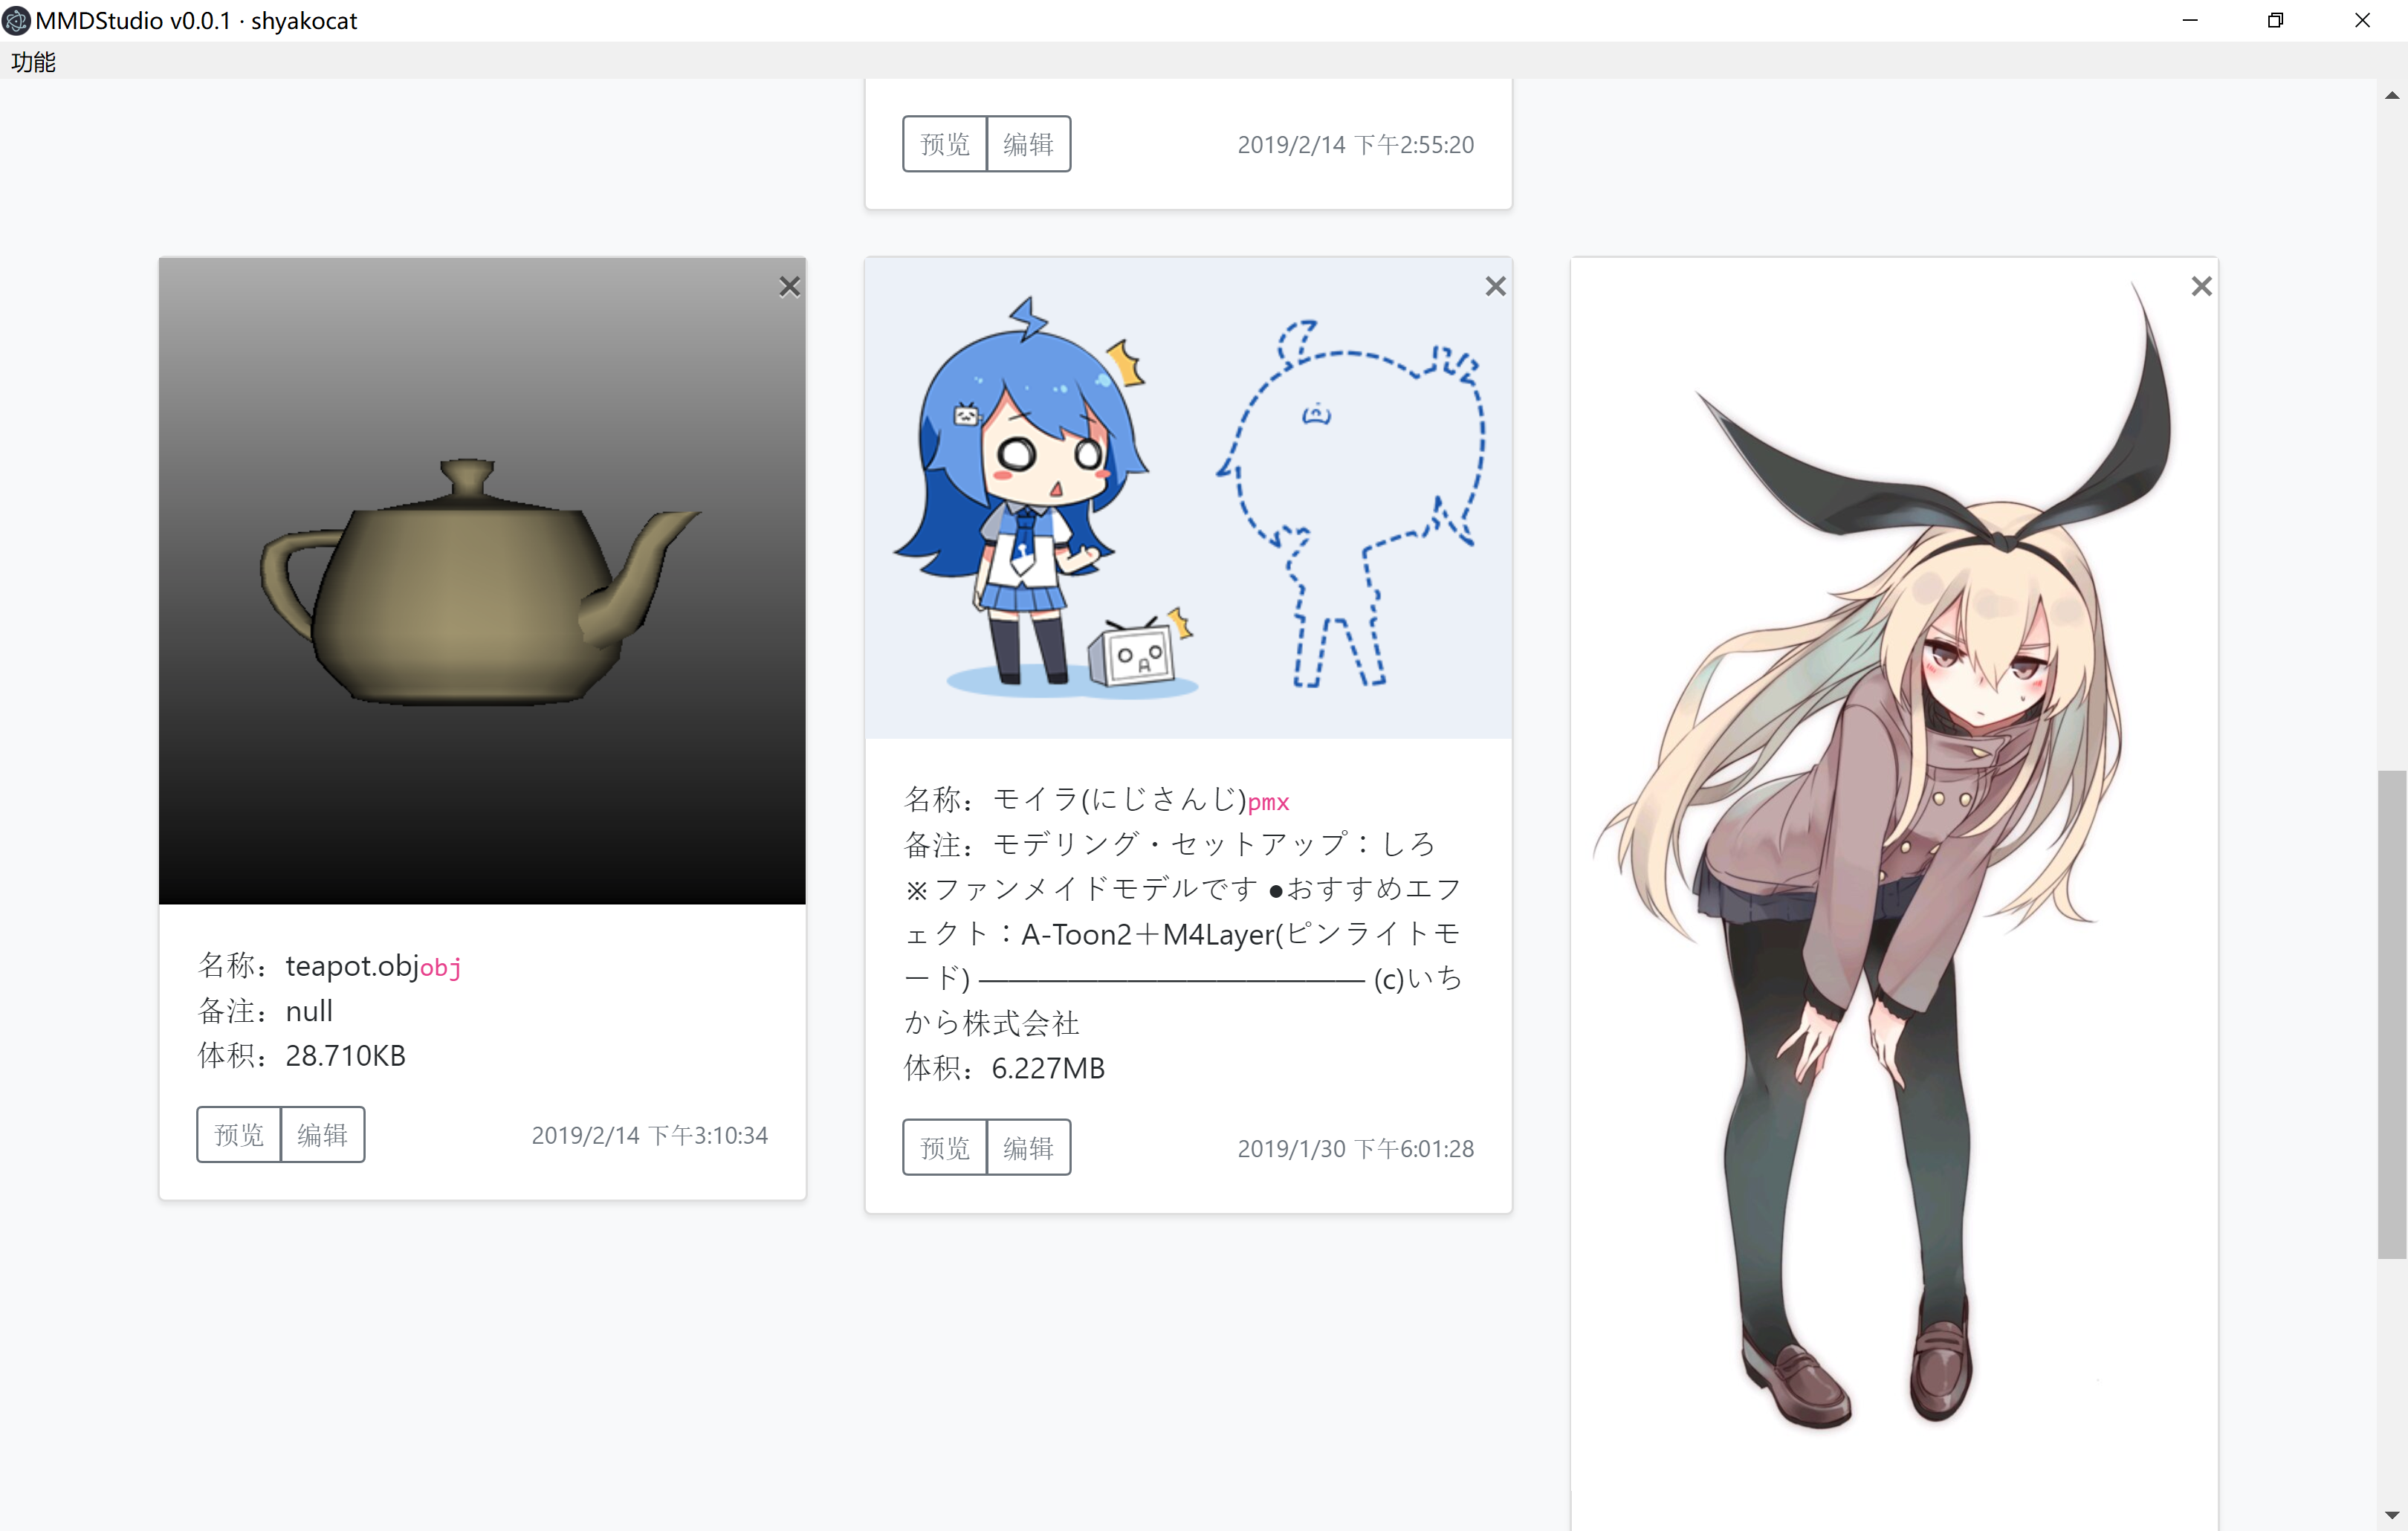 MMDStudio v0.0.1 · shyakocat
功能
预览 编辑 2019/2/14 下午2:55:20
名称：teapot.objobj
备注：null
体积：28.710KB
预览 编辑 2019/2/14 下午3:10:34
名称：モイラ(にじさんじ)pmx
备注：モデリング・セットアップ：しろ
※ファンメイドモデルです ●おすすめエフ
ェクト：A-Toon2＋M4Layer(ピンライトモ
ード) ――――――――――――― (c)いち
から株式会社
体积：6.227MB
预览 编辑 2019/1/30 下午6:01:28